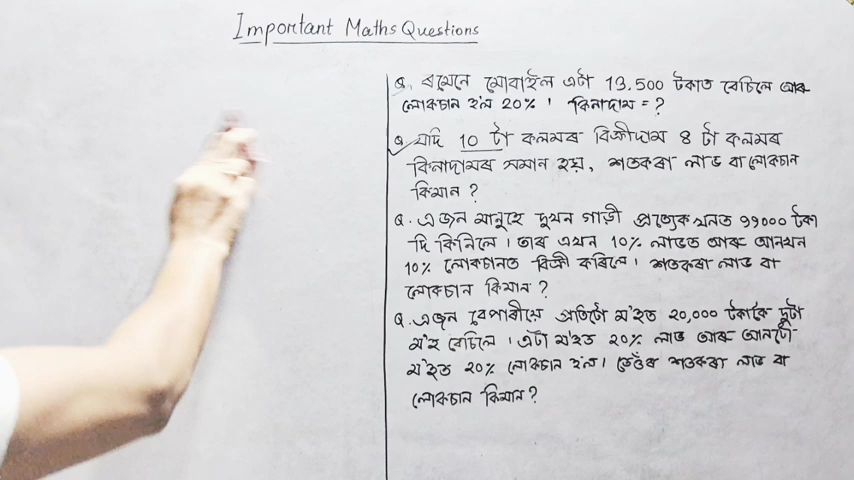 Important Maths Questions
Q. ৰমেনে মোবাইল এটা 13.500 টকাত বেচিলে আৰু
লোকচান হ'ল 20% । কিনাদাম = ?
Q যদি 10 টা কলমৰ বিক্ৰীদাম 8 টা কলমৰ
কিনাদামৰ সমান হয়, শতকৰা লাভ বা লোকচান
কিমান ?
Q. এজন মানুহে দুখন গাড়ী প্ৰত্যেকখনত 99000 টকা
দি কিনিলে । তাৰ এখন 10% লাভত আৰু আনখন
10% লোকচানত বিক্ৰী কৰিলে । শতকৰা লাভ বা
লোকচান কিমান ?
Q. এজন বেপাৰীয়ে প্ৰতিটো ম'হত 20,000 টকাকৈ দুটা
ম'হ বেচিলে । এটা ম'হত 20% লাভ আৰু আনটো
ম'হত 20% লোকচান হ'ল । তেওঁৰ শতকৰা লাভ বা
লোকচান কিমান ?